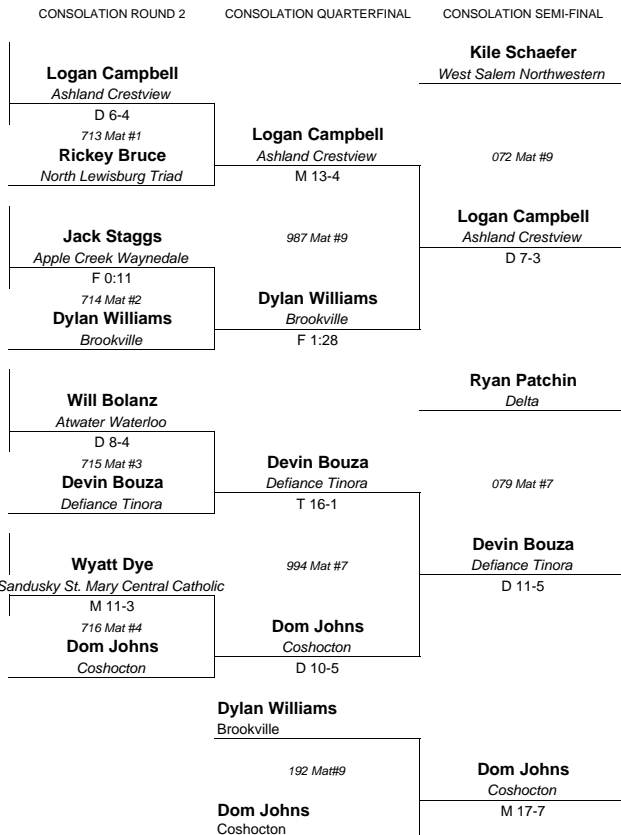 CONSOLATION ROUND 2
CONSOLATION QUARTERFINAL
CONSOLATION SEMI-FINAL
Logan Campbell
Ashland Crestview
D 6-4
713 Mat #1
Rickey Bruce
North Lewisburg Triad
Jack Staggs
Apple Creek Waynedale
F 0:11
714 Mat #2
Dylan Williams
Brookville
Will Bolanz
Atwater Waterloo
D 8-4
715 Mat #3
Devin Bouza
Defiance Tinora
Wyatt Dye
Sandusky St. Mary Central Catholic
M 11-3
716 Mat #4
Dom Johns
Coshocton
Logan Campbell
Ashland Crestview
M 13-4
987 Mat #9
Dylan Williams
Brookville
F 1:28
Devin Bouza
Defiance Tinora
T 16-1
994 Mat #7
Dom Johns
Coshocton
D 10-5
Dylan Williams
Brookville
192 Mat#9
Dom Johns
Coshocton
Kile Schaefer
West Salem Northwestern
072 Mat #9
Logan Campbell
Ashland Crestview
D 7-3
Ryan Patchin
Delta
079 Mat #7
Devin Bouza
Defiance Tinora
D 11-5
Dom Johns
Coshocton
M 17-7